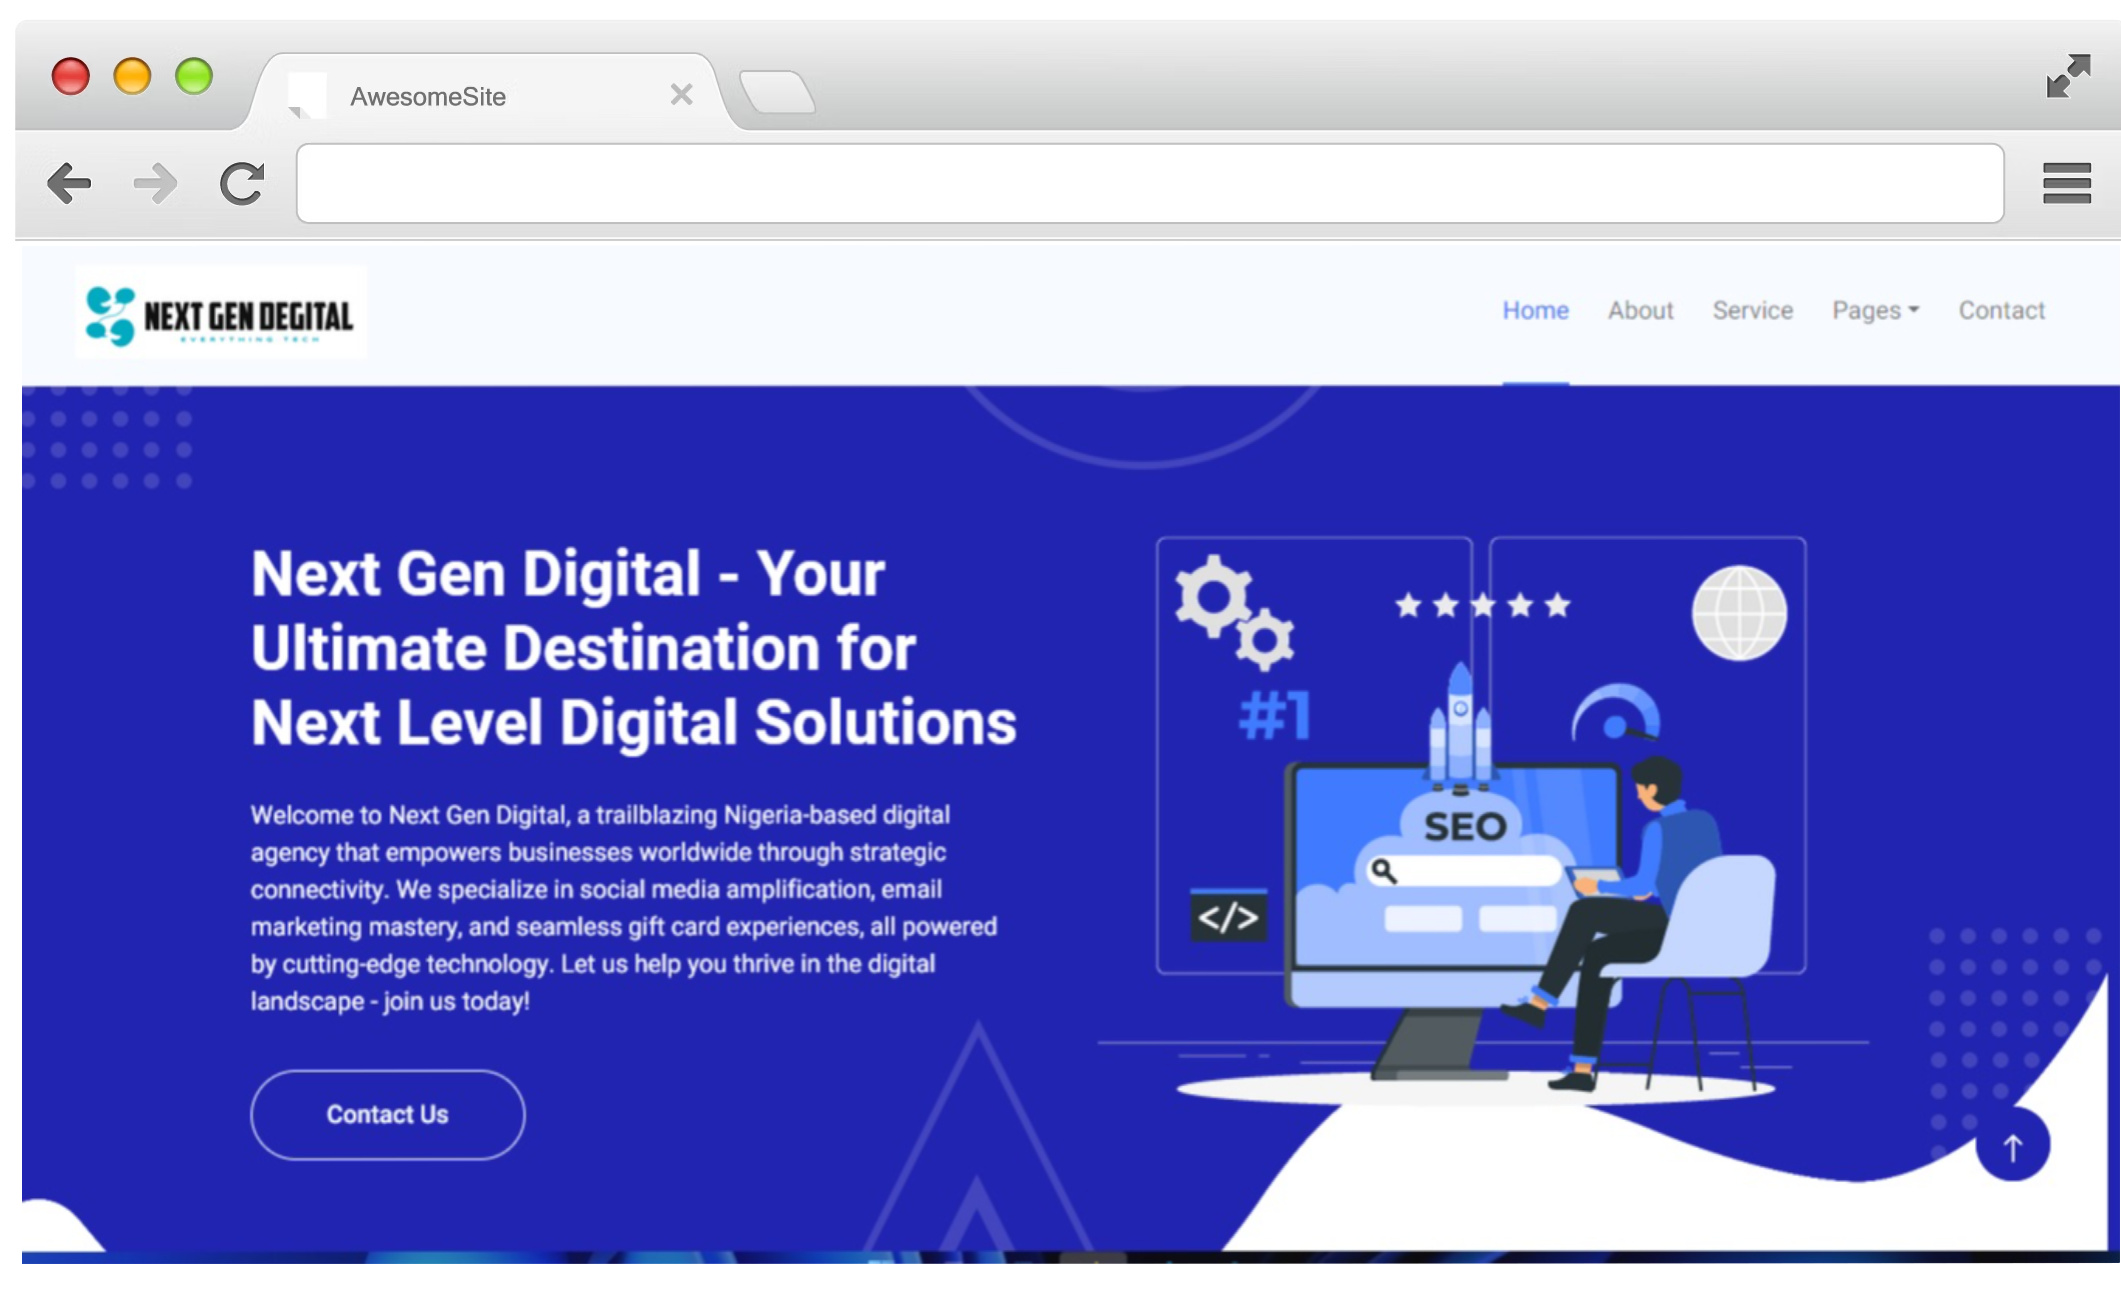 AwesomeSite
NEXT GEN DEGITAL
EVERYTHING TECH
Home About Service Pages Contact
Next Gen Digital - Your
Ultimate Destination for
Next Level Digital Solutions
Welcome to Next Gen Digital, a trailblazing Nigeria-based digital
agency that empowers businesses worldwide through strategic
connectivity. We specialize in social media amplification, email
marketing mastery, and seamless gift card experiences, all powered
by cutting-edge technology. Let us help you thrive in the digital
landscape - join us today!
Contact Us
#1
SEO
</>